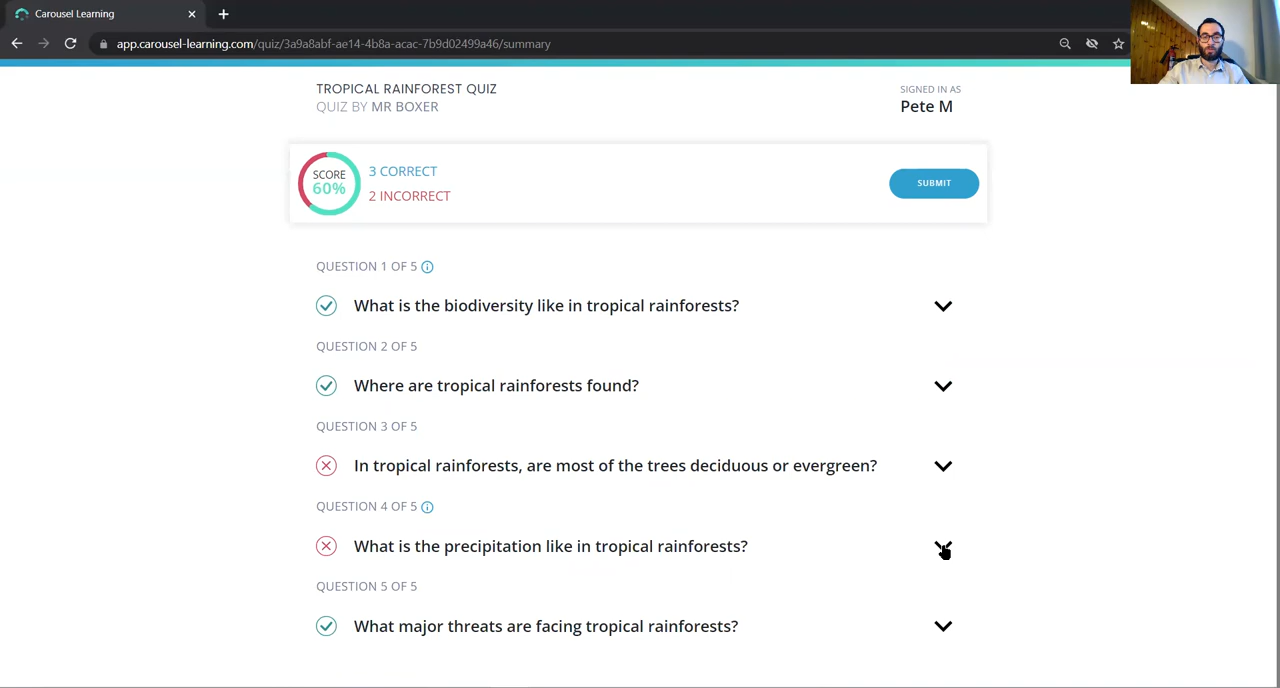 Carousel Learning
app.carousel-learning.com/quiz/3a9a8abf-ae14-4b8a-acac-7b9d02499a46/summary
TROPICAL RAINFOREST QUIZ
QUIZ BY MR BOXER
SIGNED IN AS
Pete M
SCORE
60%
3 CORRECT
2 INCORRECT
SUBMIT
QUESTION 1 OF 5
What is the biodiversity like in tropical rainforests?
QUESTION 2 OF 5
Where are tropical rainforests found?
QUESTION 3 OF 5
In tropical rainforests, are most of the trees deciduous or evergreen?
QUESTION 4 OF 5
What is the precipitation like in tropical rainforests?
QUESTION 5 OF 5
What major threats are facing tropical rainforests?